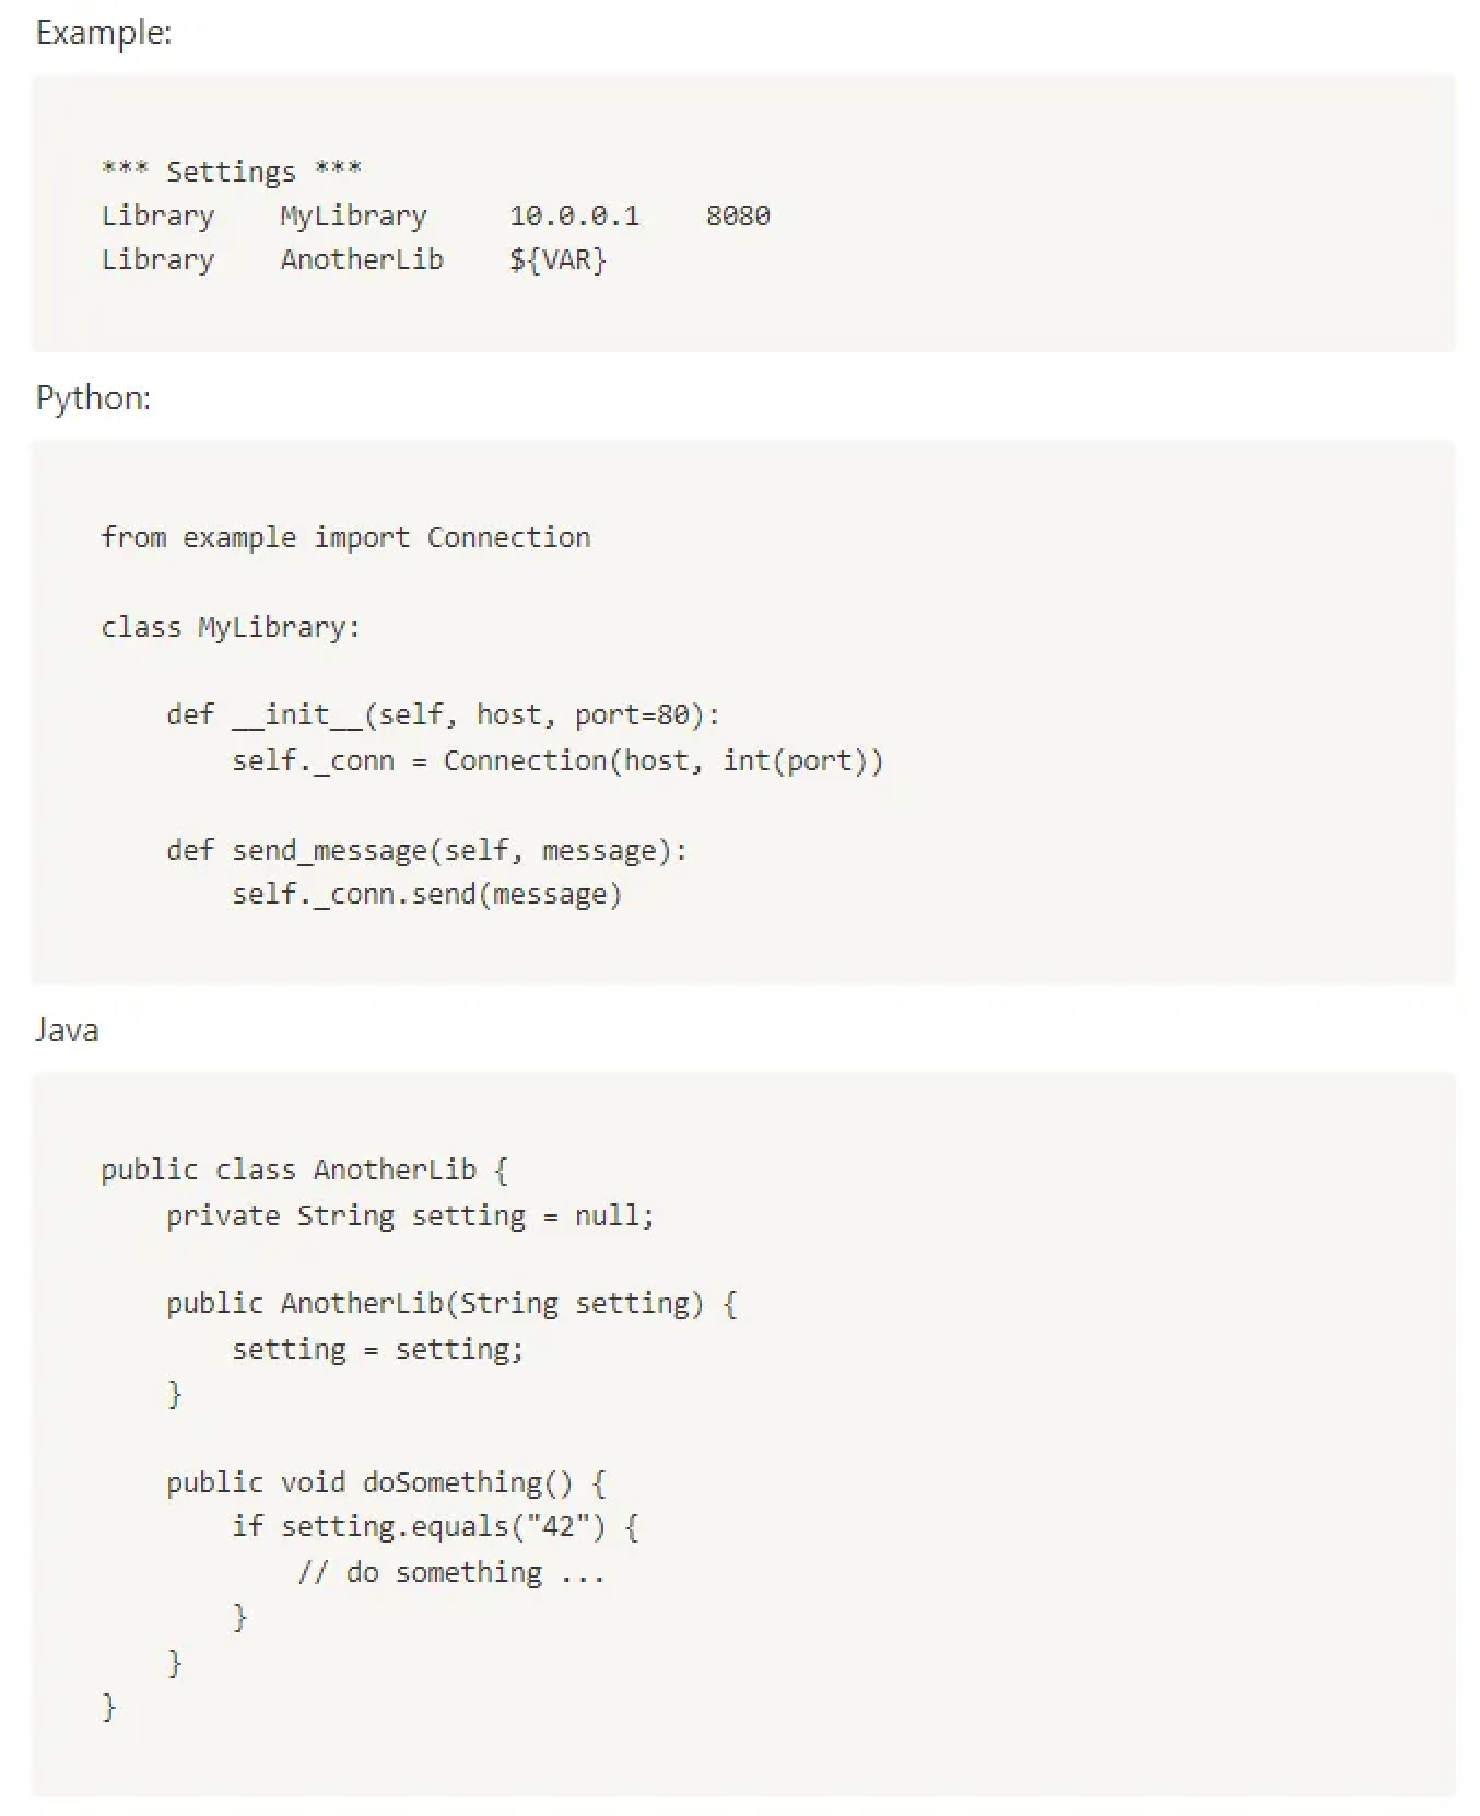 Example:
*** Settings ***
Library    MyLibrary     10.0.0.1    8080
Library    AnotherLib    ${VAR}
Python:
from example import Connection
class MyLibrary:
    def __init__(self, host, port=80):
        self._conn = Connection(host, int(port))
    def send_message(self, message):
        self._conn.send(message)
Java
public class AnotherLib {
    private String setting = null;
    public AnotherLib(String setting) {
        setting = setting;
    }
    public void doSomething() {
        if setting.equals("42") {
            // do something ...
        }
    }
}